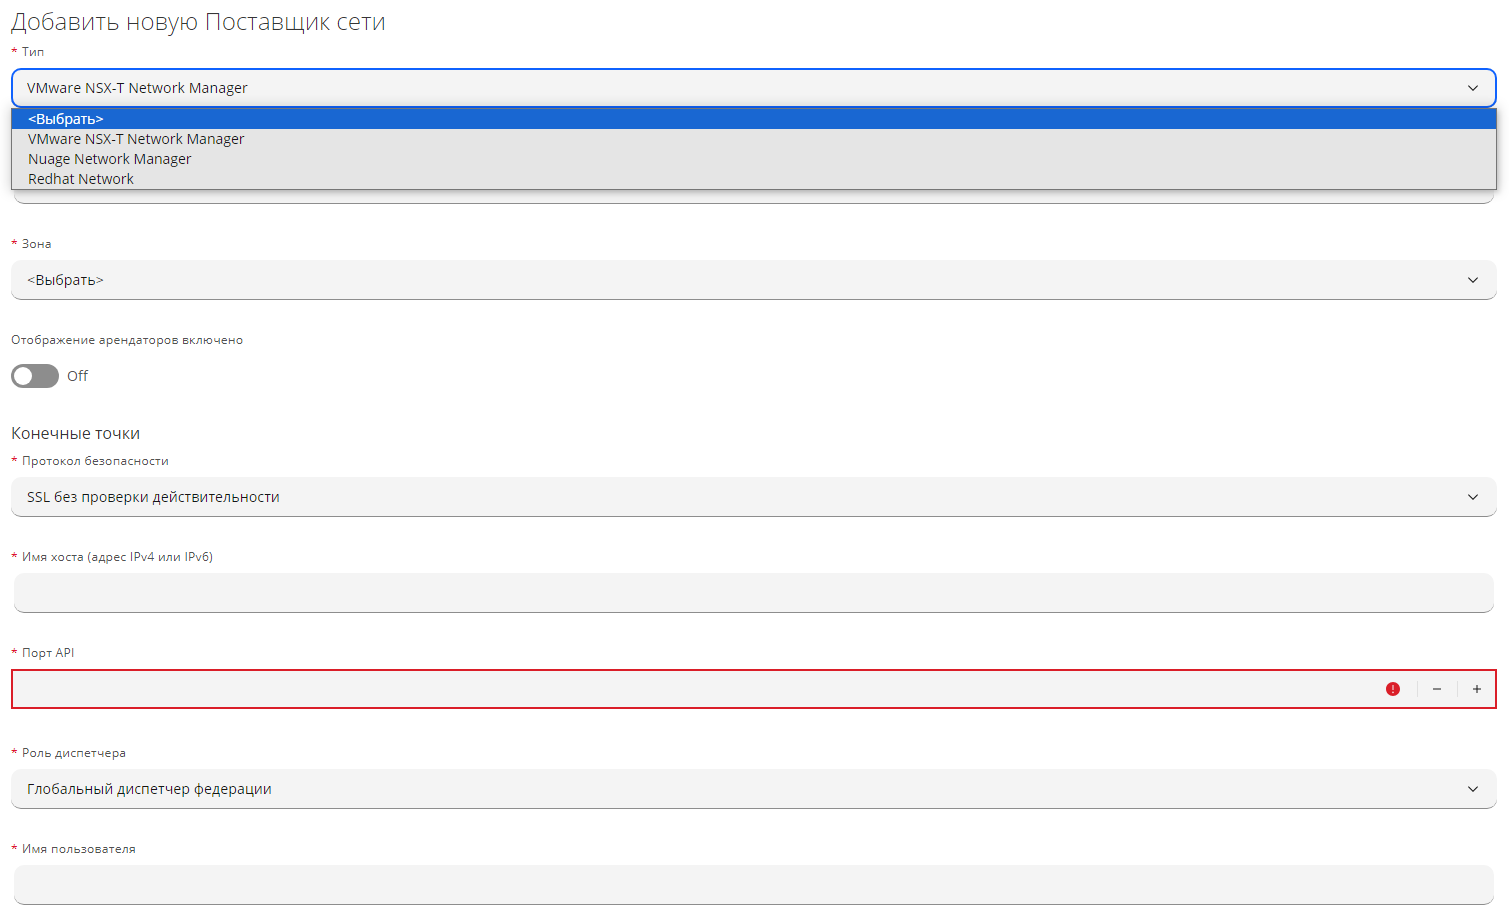 Добавить новую Поставщик сети
* Тип
VMware NSX-T Network Manager
<Выбрать>
VMware NSX-T Network Manager
Nuage Network Manager
Redhat Network
* Зона
<Выбрать>
Отображение арендаторов включено
Off
Конечные точки
* Протокол безопасности
SSL без проверки действительности
* Имя хоста (адрес IPv4 или IPv6)
* Порт API
* Роль диспетчера
Глобальный диспетчер федерации
* Имя пользователя